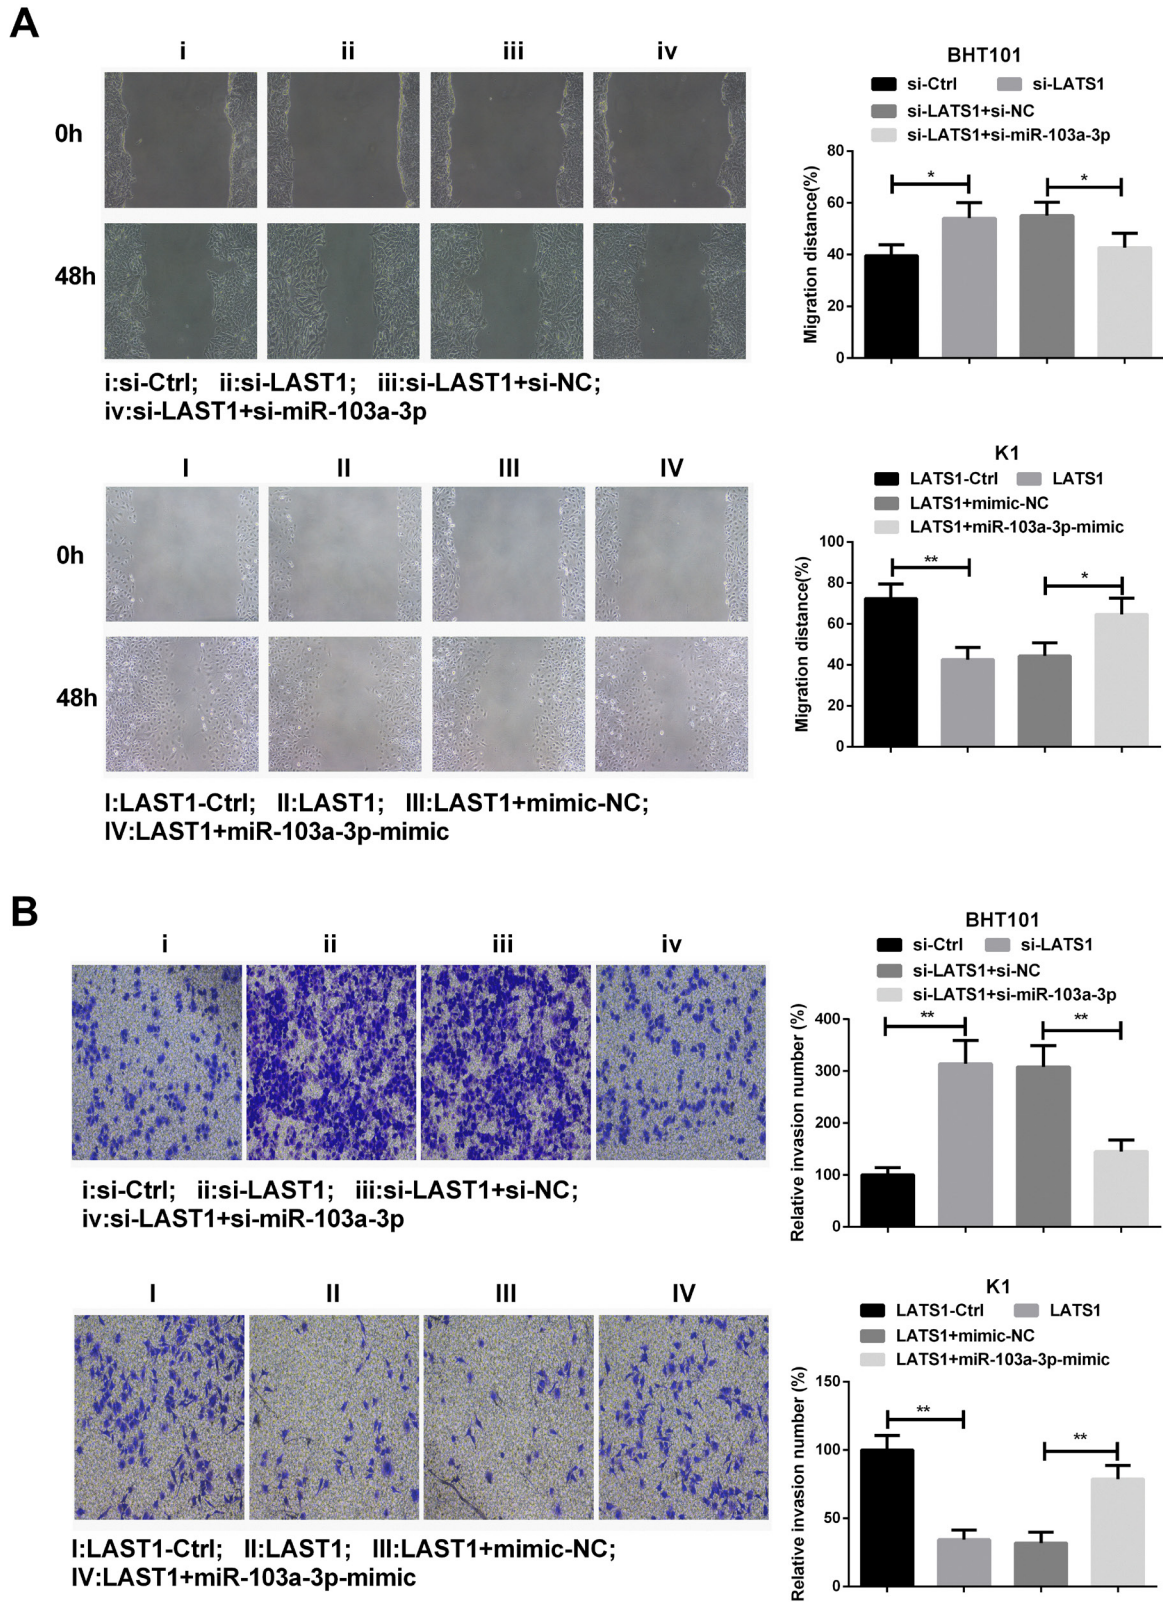 A
i ii iii iv
0h
48h
i:si-Ctrl; ii:si-LAST1; iii:si-LAST1+si-NC;
iv:si-LAST1+si-miR-103a-3p
BHT101
si-Ctrl si-LATS1
si-LATS1+si-NC
si-LATS1+si-miR-103a-3p
Migration distance(%)
80
60
40
20
0
* *
I II III IV
0h
48h
I:LAST1-Ctrl; II:LAST1; III:LAST1+mimic-NC;
IV:LAST1+miR-103a-3p-mimic
K1
LATS1-Ctrl LATS1
LATS1+mimic-NC
LATS1+miR-103a-3p-mimic
Migration distance(%)
100
80
60
40
20
0
** *
B
i ii iii iv
i:si-Ctrl; ii:si-LAST1; iii:si-LAST1+si-NC;
iv:si-LAST1+si-miR-103a-3p
BHT101
si-Ctrl si-LATS1
si-LATS1+si-NC
si-LATS1+si-miR-103a-3p
Relative invasion number (%)
400
300
200
100
0
** **
I II III IV
I:LAST1-Ctrl; II:LAST1; III:LAST1+mimic-NC;
IV:LAST1+miR-103a-3p-mimic
K1
LATS1-Ctrl LATS1
LATS1+mimic-NC
LATS1+miR-103a-3p-mimic
Relative invasion number (%)
150
100
50
0
** **